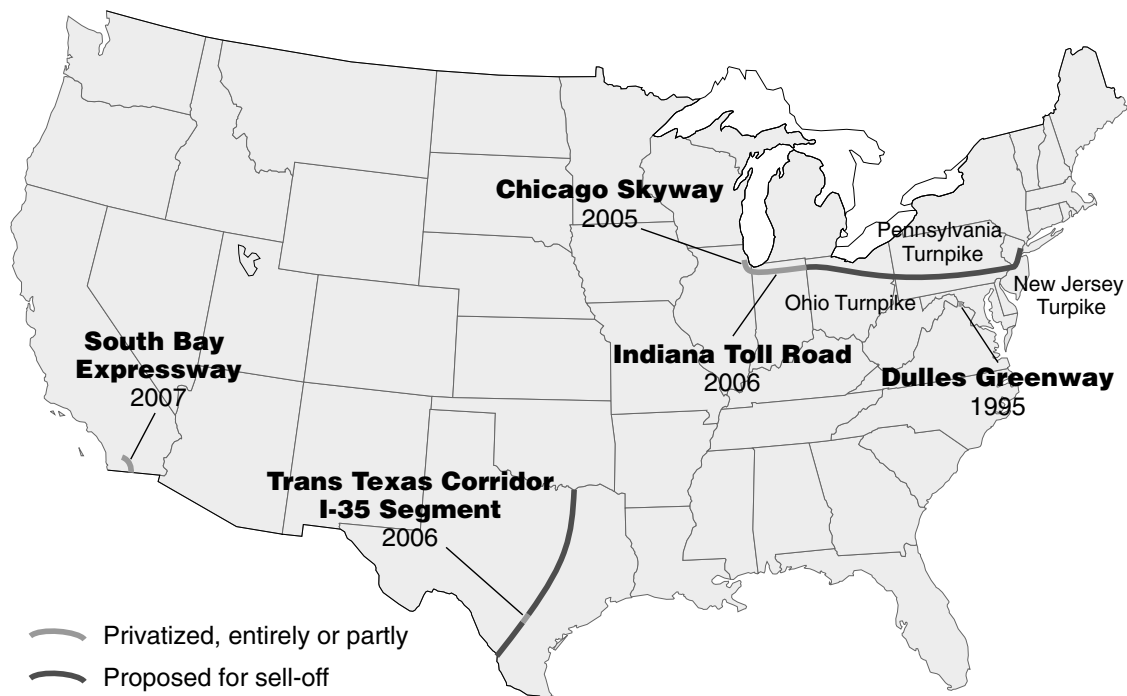 Chicago Skyway
2005
Pennsylvania
Turnpike
New Jersey
Turpike
Ohio Turnpike
South Bay
Expressway
2007
Indiana Toll Road
2006
Dulles Greenway
1995
Trans Texas Corridor
I-35 Segment
2006
Privatized, entirely or partly
Proposed for sell-off